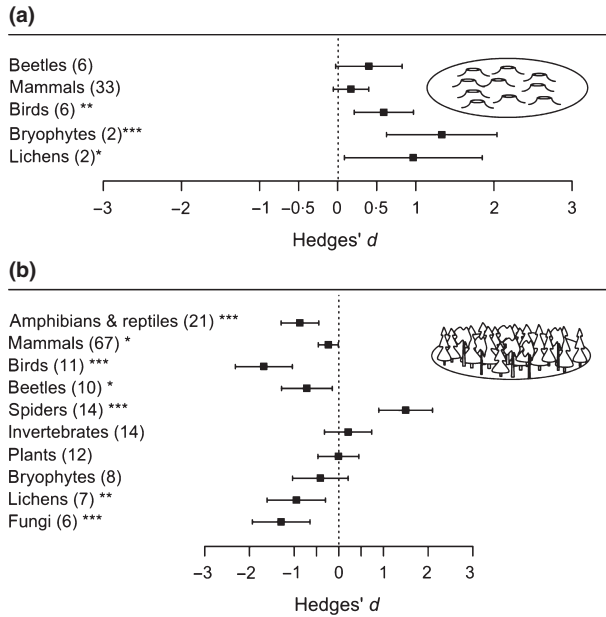 (a)
Beetles (6)
Mammals (33)
Birds (6) **
Bryophytes (2)***
Lichens (2)*
−3 −2 −1 −0·5 0 0·5 1 2 3
Hedges' d
(b)
Amphibians & reptiles (21) ***
Mammals (67) *
Birds (11) ***
Beetles (10) *
Spiders (14) ***
Invertebrates (14)
Plants (12)
Bryophytes (8)
Lichens (7) **
Fungi (6) ***
−3 −2 −1 0 1 2 3
Hedges' d